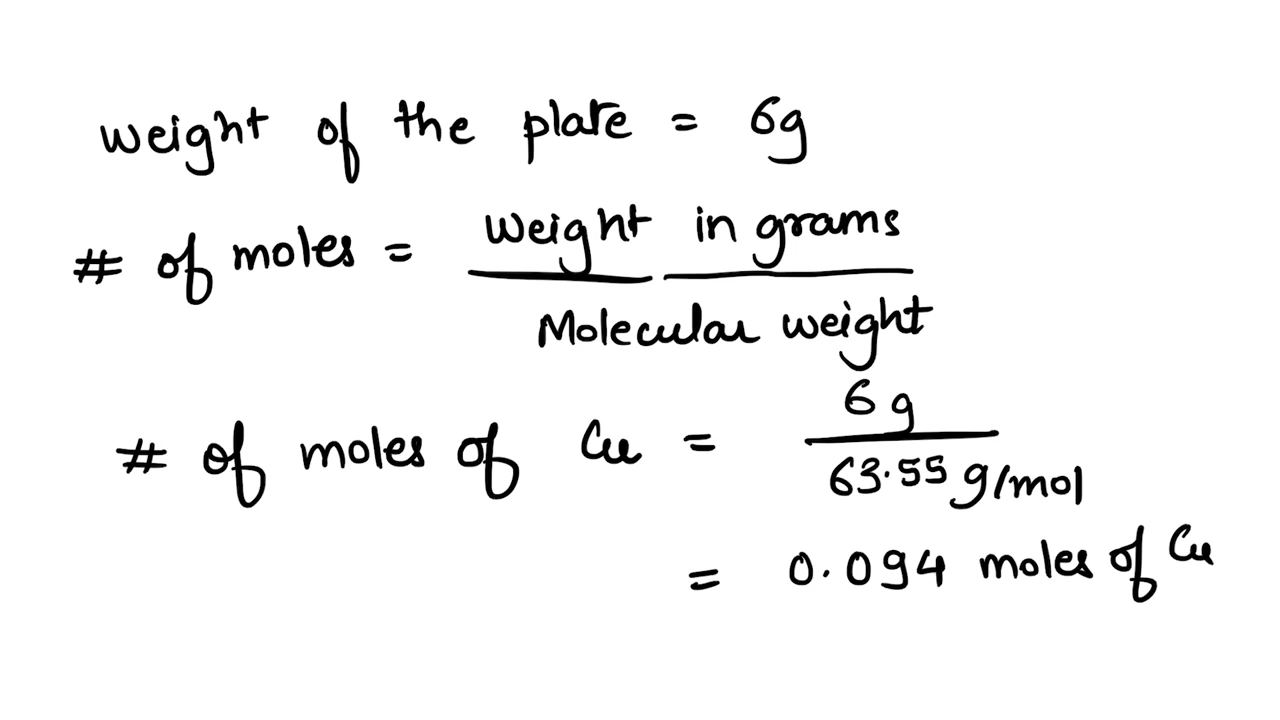 weight of the plate = 6g
# of moles = weight in grams
Molecular weight
# of moles of Cu = 6 g
63.55 g/mol
= 0.094 moles of Cu